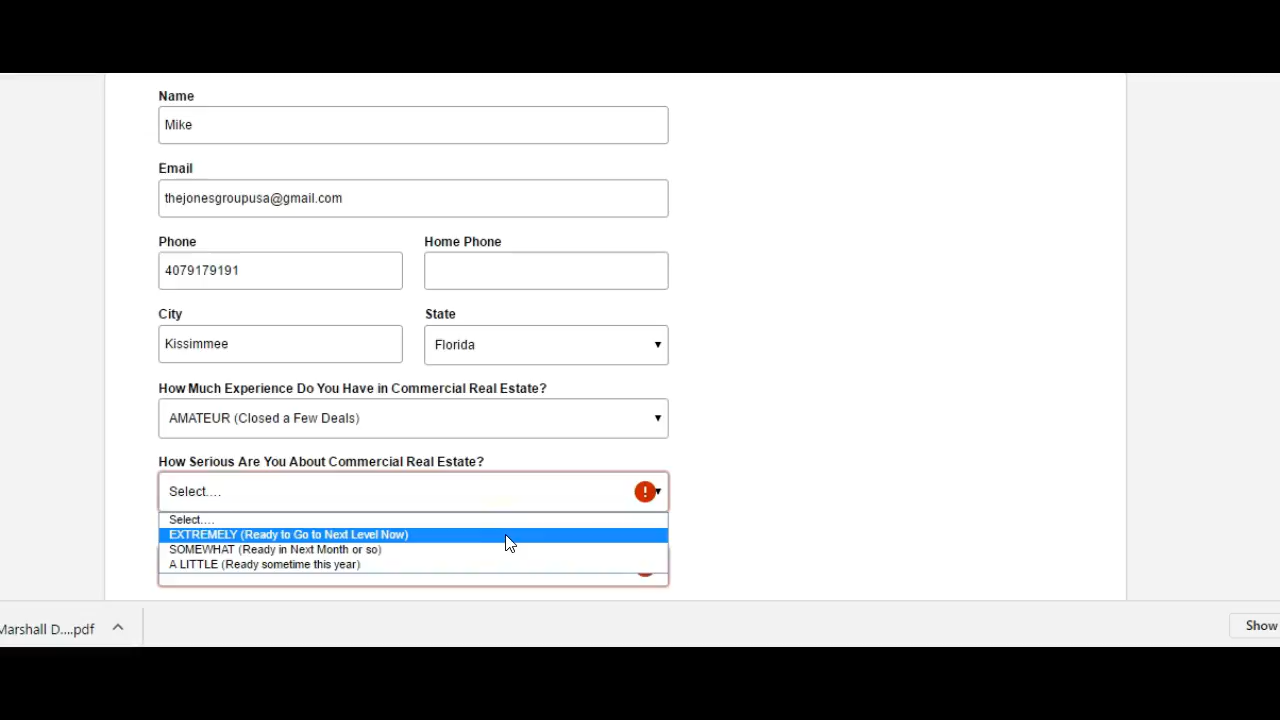 Name
Mike
Email
thejonesgroupusa@gmail.com
Phone
Home Phone
4079179191
City
State
Kissimmee
Florida
How Much Experience Do You Have in Commercial Real Estate?
AMATEUR (Closed a Few Deals)
How Serious Are You About Commercial Real Estate?
Select....
!
Select....
EXTREMELY (Ready to Go to Next Level Now)
SOMEWHAT (Ready in Next Month or so)
A LITTLE (Ready sometime this year)
Marshall D....pdf
Show